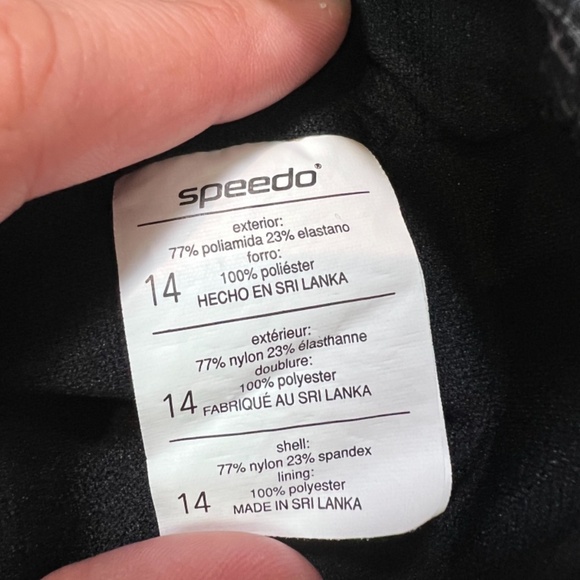 speedo®
exterior:
77% poliamida 23% elastano
forro:
100% poliéster
14 HECHO EN SRI LANKA
extérieur:
77% nylon 23% élasthanne
doublure:
100% polyester
14 FABRIQUÉ AU SRI LANKA
shell:
77% nylon 23% spandex
lining:
100% polyester
14 MADE IN SRI LANKA